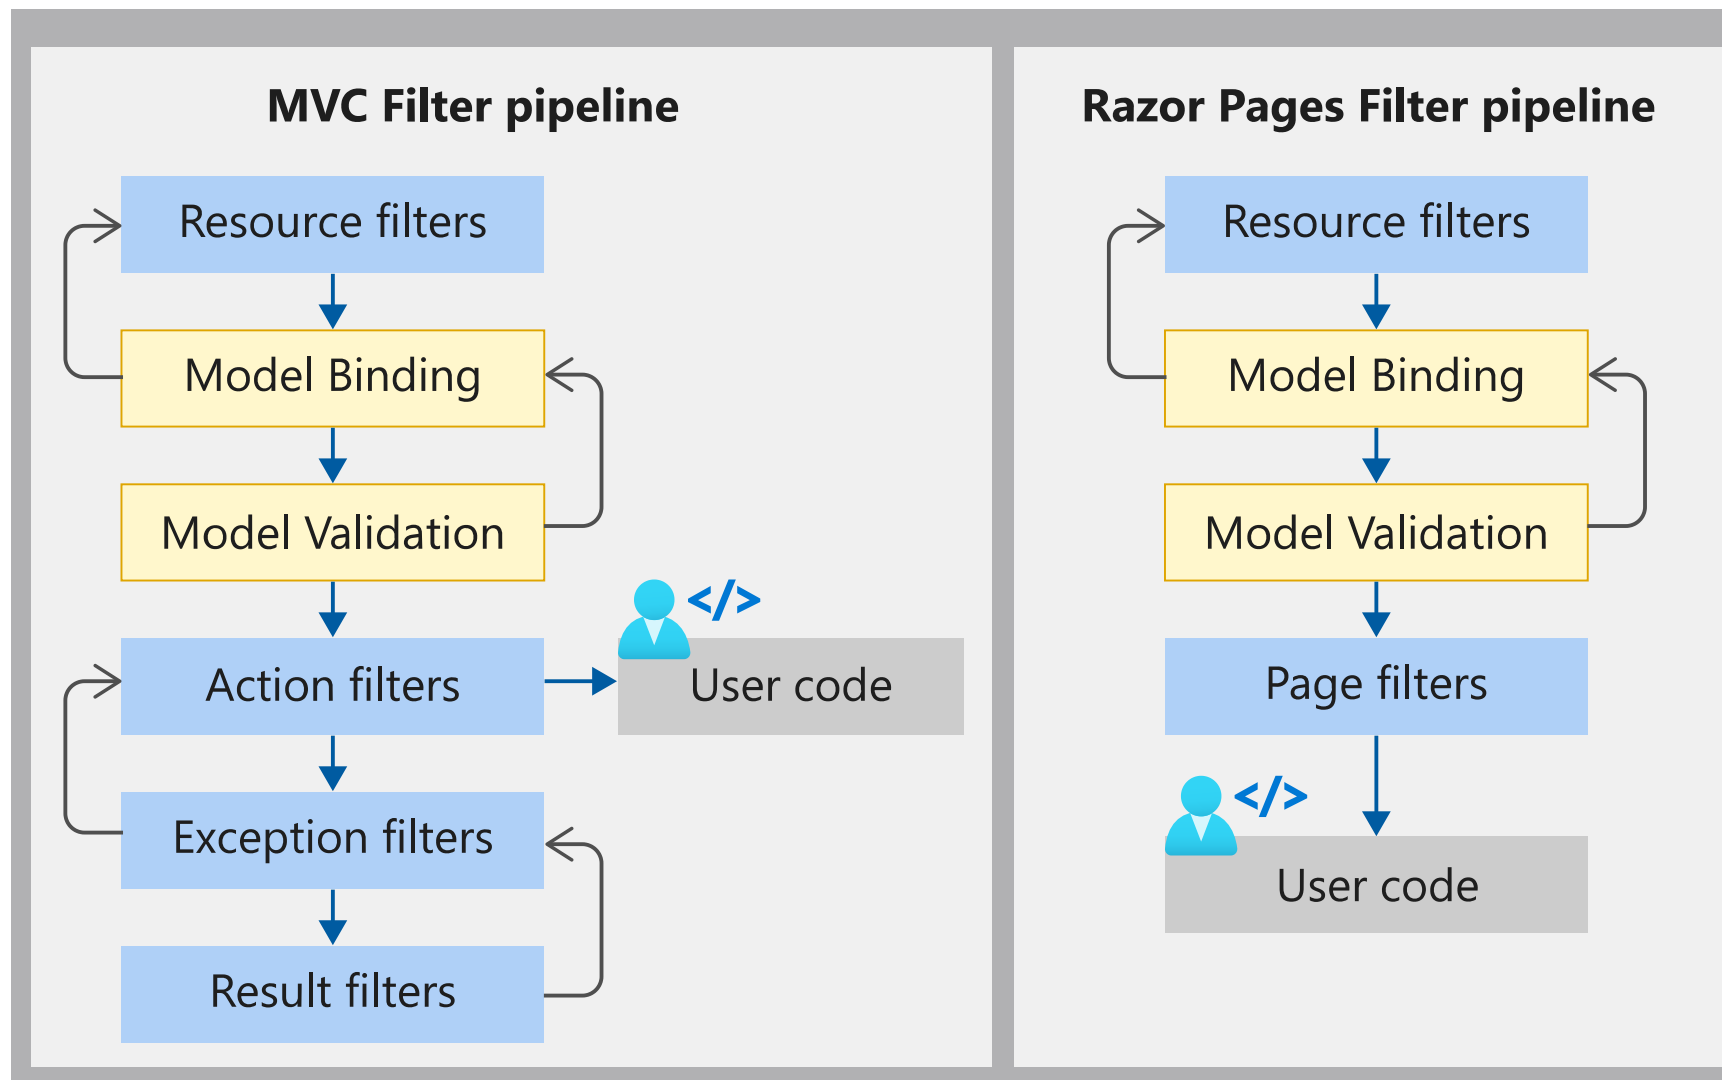 MVC Filter pipeline
Resource filters
Model Binding
Model Validation
Action filters
</>
User code
Exception filters
Result filters
Razor Pages Filter pipeline
Resource filters
Model Binding
Model Validation
Page filters
</>
User code